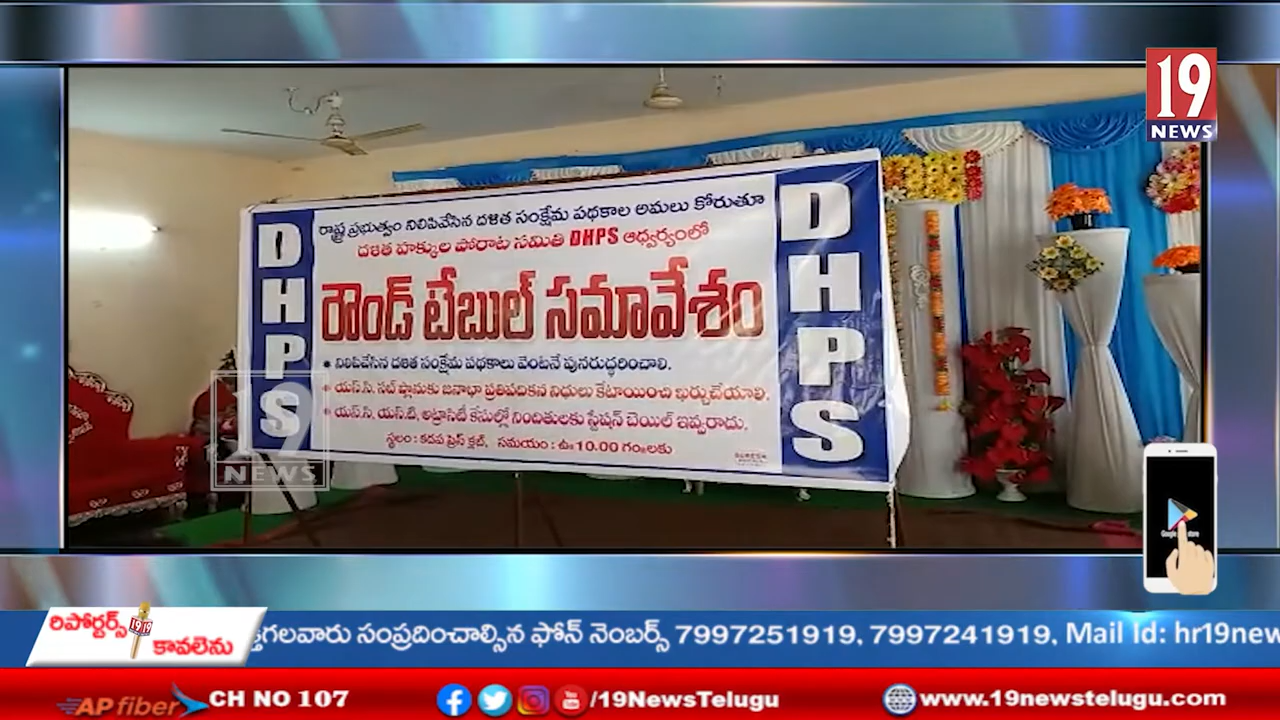 19
NEWS
రాష్ట్ర ప్రభుత్వం నిలిపివేసిన దళిత సంక్షేమ పథకాల అమలు కోరుతూ
దళిత హక్కుల పోరాట సమితి DHPS ఆధ్వర్యంలో
రౌండ్ టేబుల్ సమావేశం
నిలిపివేసిన దళిత సంక్షేమ పథకాలు వెంటనే పునరుద్ధరించాలి.
యస్.సి. సబ్ ప్లానుకు జనాభా ప్రతిపదికన నిధులు కేటాయించి ఖర్చుచేయాలి.
యస్.సి, యస్.టి, అట్రాసిటీ కేసుల్లో నిందితులకు స్టేషన్ బెయిల్ ఇవ్వరాదు.
స్థలం : కడప ప్రెస్ క్లబ్, సమయం : ఉ॥ 10.00 గం॥లకు
DHPS
DHPS
19
NEWS
రిపోర్టర్స్
కావలెను
క్తిగలవారు సంప్రదించాల్సిన ఫోన్ నెంబర్స్ 7997251919, 7997241919, Mail Id: hr19new
AP fiber CH NO 107 /19NewsTelugu www.19newstelugu.com